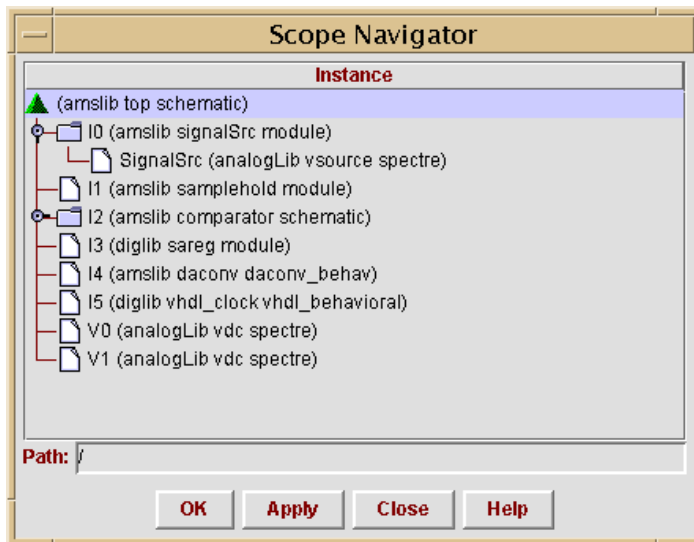 Scope Navigator
Instance
(amslib top schematic)
I0 (amslib signalSrc module)
SignalSrc (analogLib vsource spectre)
I1 (amslib samplehold module)
I2 (amslib comparator schematic)
I3 (diglib sareg module)
I4 (amslib daconv daconv_behav)
I5 (diglib vhdl_clock vhdl_behavioral)
V0 (analogLib vdc spectre)
V1 (analogLib vdc spectre)
Path: /
OK Apply Close Help